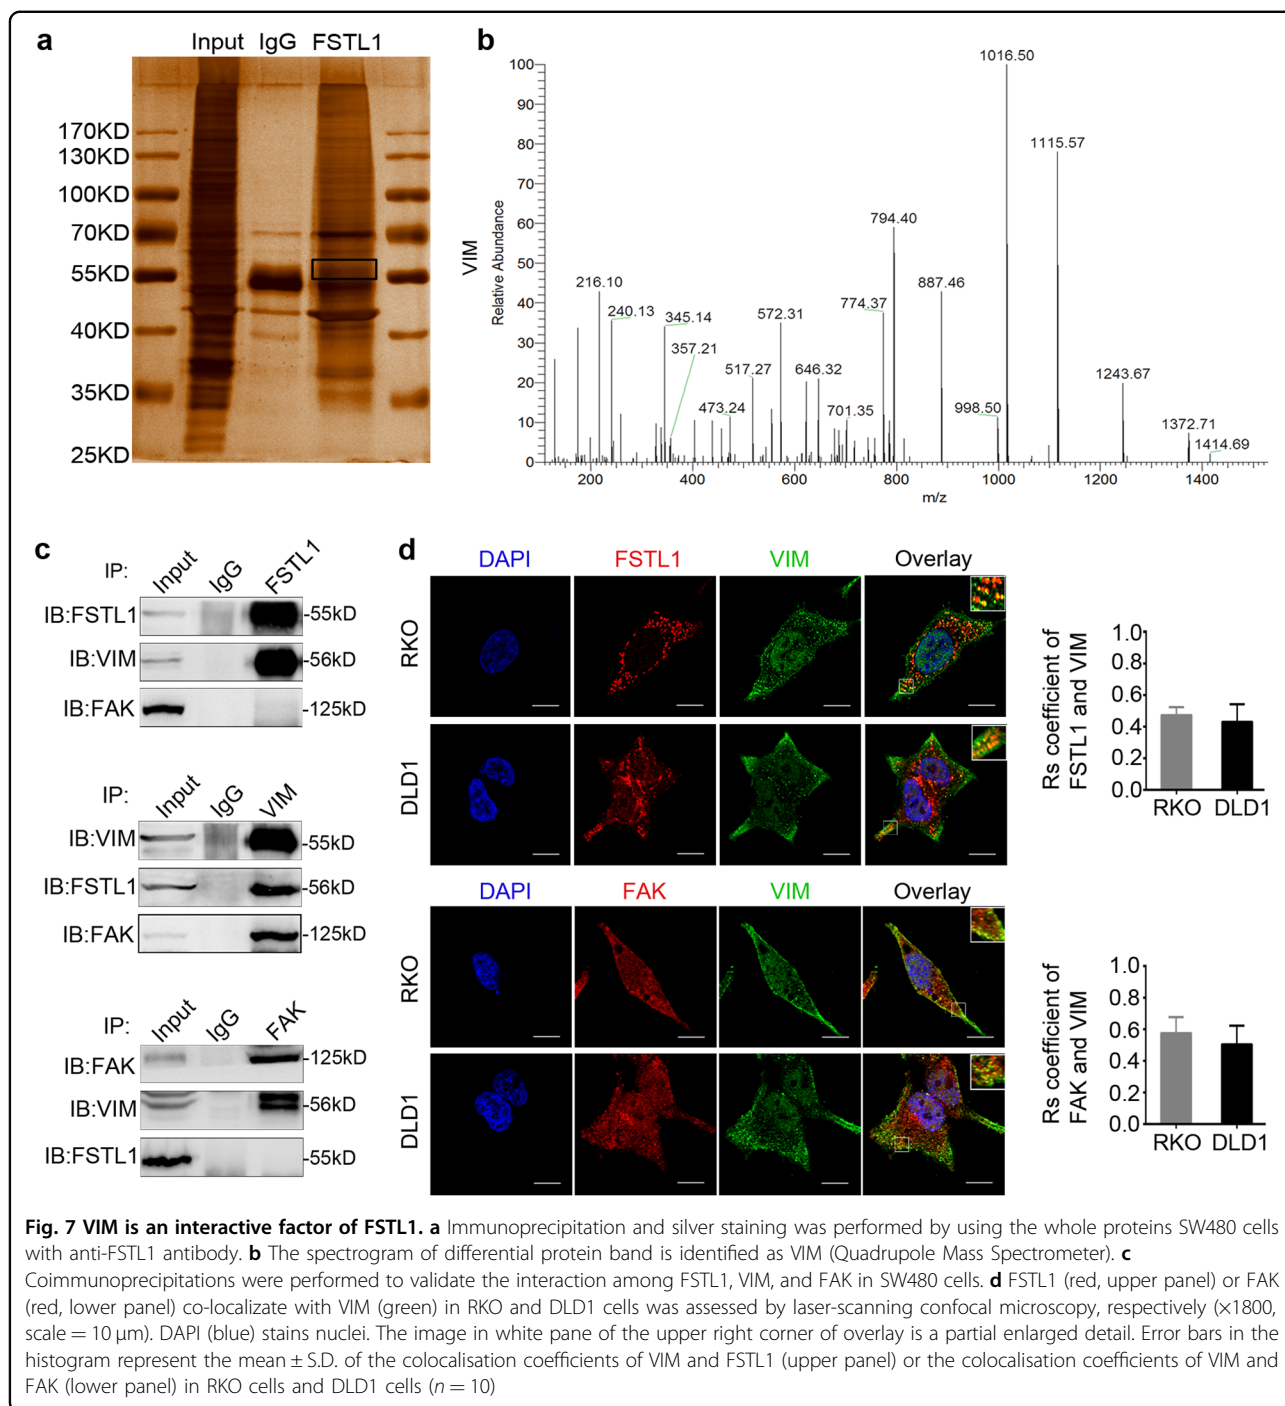 a
Input IgG FSTL1
170KD
130KD
100KD
70KD
55KD
40KD
35KD
25KD
b
VIM
Relative Abundance
100
90
80
70
60
50
40
30
20
10
0
216.10
240.13
345.14
357.21
473.24
517.27
572.31
646.32
701.35
774.37
794.40
887.46
998.50
1016.50
1115.57
1243.67
1372.71
1414.69
200 400 600 800 1000 1200 1400
m/z
c
IP: Input IgG FSTL1
IB:FSTL1 -55kD
IB:VIM -56kD
IB:FAK -125kD
IP: Input IgG VIM
IB:VIM -55kD
IB:FSTL1 -56kD
IB:FAK -125kD
IP: Input IgG FAK
IB:FAK -125kD
IB:VIM -56kD
IB:FSTL1 -55kD
d
DAPI FSTL1 VIM Overlay
RKO
DLD1
Rs coefficient of
FSTL1 and VIM
1.0
0.8
0.6
0.4
0.2
0.0
RKO DLD1
DAPI FAK VIM Overlay
RKO
DLD1
Rs coefficient of
FAK and VIM
1.0
0.8
0.6
0.4
0.2
0.0
RKO DLD1
Fig. 7 VIM is an interactive factor of FSTL1. a Immunoprecipitation and silver staining was performed by using the whole proteins SW480 cells
with anti-FSTL1 antibody. b The spectrogram of differential protein band is identified as VIM (Quadrupole Mass Spectrometer). c
Coimmunoprecipitations were performed to validate the interaction among FSTL1, VIM, and FAK in SW480 cells. d FSTL1 (red, upper panel) or FAK
(red, lower panel) co-localizate with VIM (green) in RKO and DLD1 cells was assessed by laser-scanning confocal microscopy, respectively (×1800,
scale = 10 µm). DAPI (blue) stains nuclei. The image in white pane of the upper right corner of overlay is a partial enlarged detail. Error bars in the
histogram represent the mean ± S.D. of the colocalisation coefficients of VIM and FSTL1 (upper panel) or the colocalisation coefficients of VIM and
FAK (lower panel) in RKO cells and DLD1 cells (n = 10)